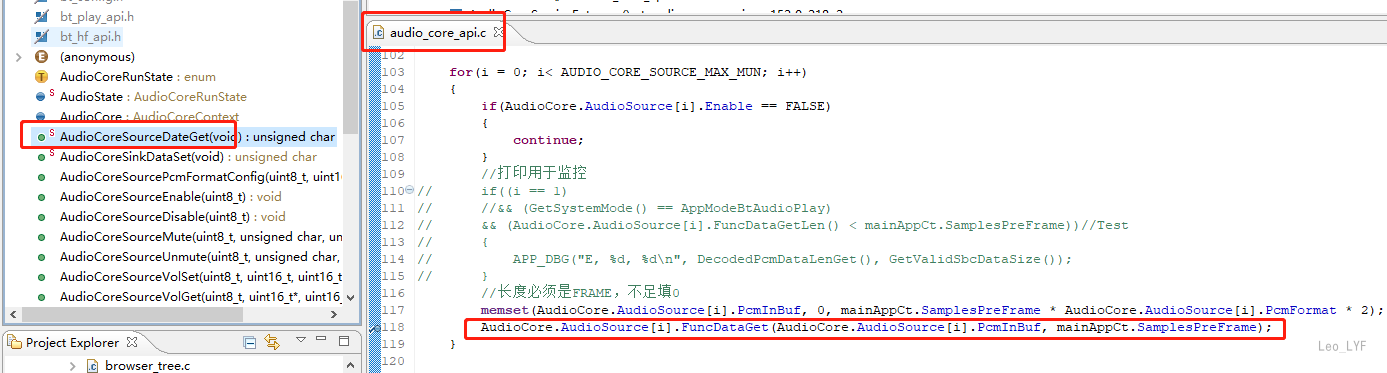 bt_play_api.h
bt_hf_api.h
(anonymous)
AudioCoreRunState : enum
AudioState : AudioCoreRunState
AudioCore : AudioCoreContext
AudioCoreSourceDateGet(void) : unsigned char
AudioCoreSinkDataSet(void) : unsigned char
AudioCoreSourcePcmFormatConfig(uint8_t, uint16
AudioCoreSourceEnable(uint8_t) : void
AudioCoreSourceDisable(uint8_t) : void
AudioCoreSourceMute(uint8_t, unsigned char, un
AudioCoreSourceUnmute(uint8_t, unsigned char,
AudioCoreSourceVolSet(uint8_t, uint16_t, uint16_t
AudioCoreSourceVolGet(uint8_t, uint16_t*, uint16_
Project Explorer
browser_tree.c
audio_core_api.c
102
103 for(i = 0; i< AUDIO_CORE_SOURCE_MAX_MUN; i++)
104 {
105 if(AudioCore.AudioSource[i].Enable == FALSE)
106 {
107 continue;
108 }
109 //打印用于监控
110 // if((i == 1)
111 // //&& (GetSystemMode() == AppModeBtAudioPlay)
112 // && (AudioCore.AudioSource[i].FuncDataGetLen() < mainAppCt.SamplesPreFrame))//Test
113 // {
114 // APP_DBG("E, %d, %d\n", DecodedPcmDataLenGet(), GetValidSbcDataSize());
115 // }
116 //长度必须是FRAME，不足填0
117 memset(AudioCore.AudioSource[i].PcmInBuf, 0, mainAppCt.SamplesPreFrame * AudioCore.AudioSource[i].PcmFormat * 2);
118 AudioCore.AudioSource[i].FuncDataGet(AudioCore.AudioSource[i].PcmInBuf, mainAppCt.SamplesPreFrame);
119 }
120
Leo_LYF